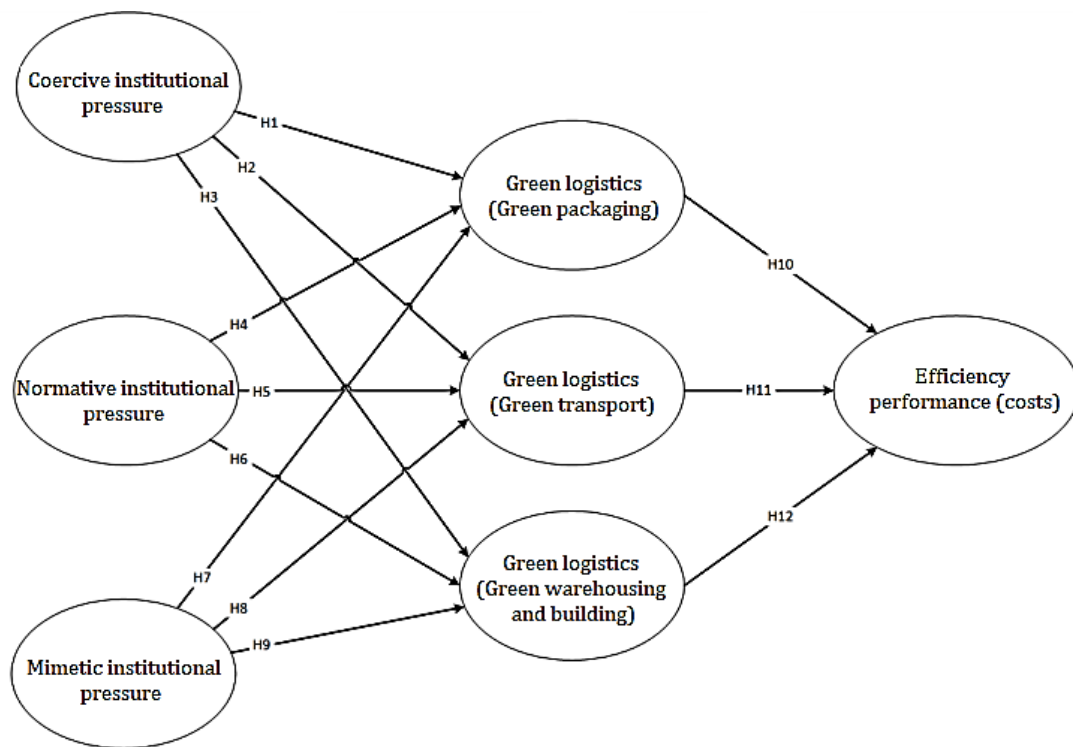 Coercive institutional
pressure
H1
H2
H3
Green logistics
(Green packaging)
H10
H4
Normative institutional
pressure
H5
H6
Green logistics
(Green transport)
H11
Efficiency
performance (costs)
H12
H7
H8
H9
Green logistics
(Green warehousing
and building)
Mimetic institutional
pressure